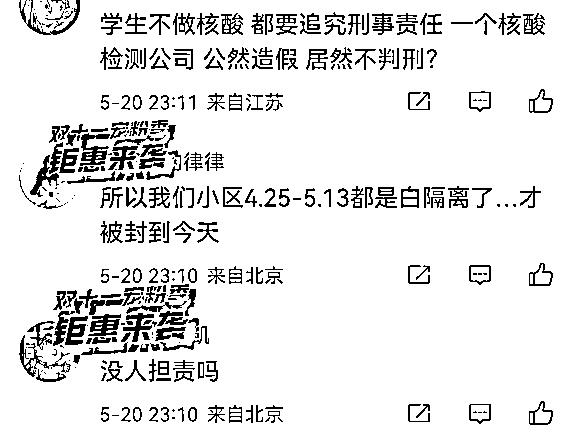 学生不做核酸 都要追究刑事责任 一个核酸
检测公司 公然造假 居然不判刑?
5-20 23:11 来自江苏
双十一宠粉季
钜惠来袭
的律律
所以我们小区4.25-5.13都是白隔离了...才
被封到今天
5-20 23:10 来自北京
双十一宠粉季
钜惠来袭
凯
没人担责吗
5-20 23:10 来自北京